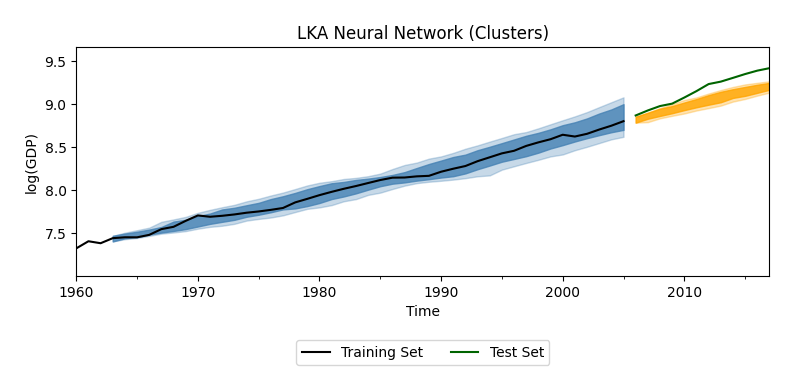 LKA Neural Network (Clusters)
9.5
9.0
8.5
8.0
7.5
log(GDP)
1960 1970 1980 1990 2000 2010
Time
Training Set Test Set